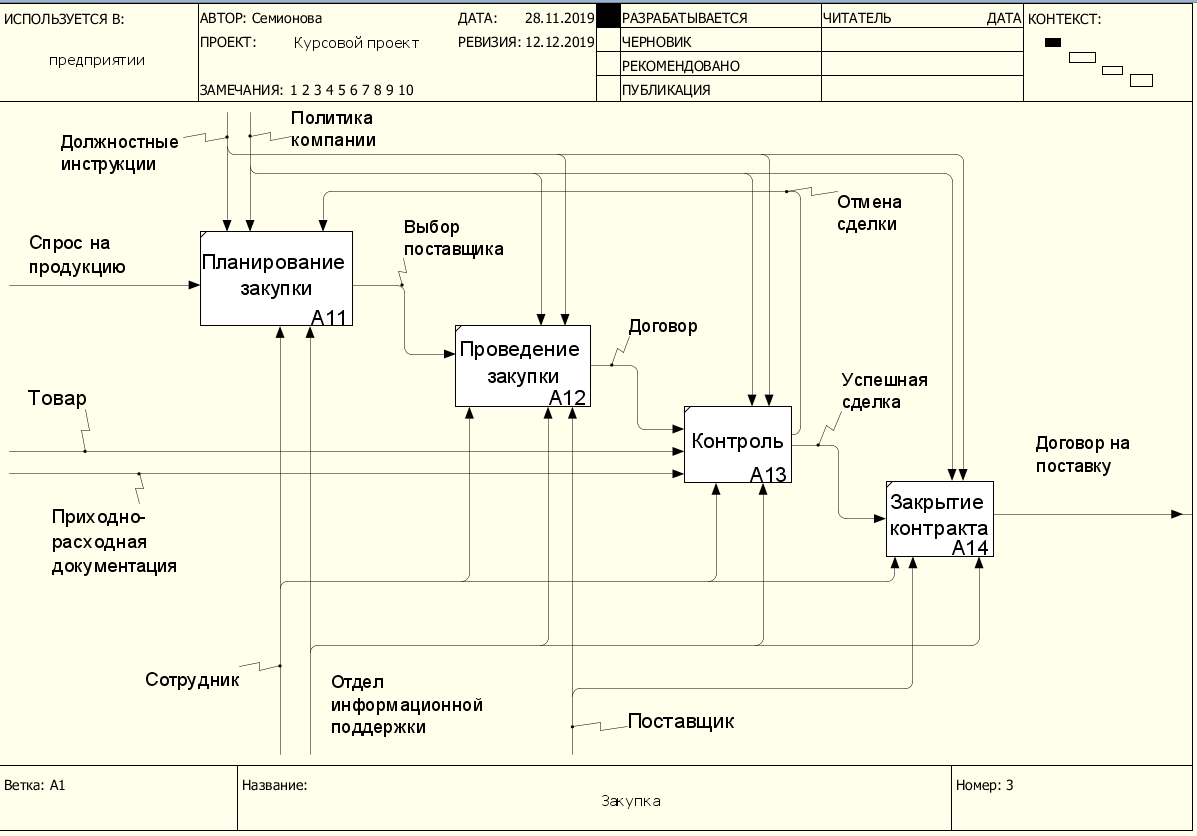 ИСПОЛЬЗУЕТСЯ В:
предприятии
АВТОР: Семионова
ДАТА: 28.11.2019
ПРОЕКТ: Курсовой проект
РЕВИЗИЯ: 12.12.2019
ЗАМЕЧАНИЯ: 1 2 3 4 5 6 7 8 9 10
РАЗРАБАТЫВАЕТСЯ
ЧЕРНОВИК
РЕКОМЕНДОВАНО
ПУБЛИКАЦИЯ
ЧИТАТЕЛЬ
ДАТА
КОНТЕКСТ:
Должностные
инструкции
Политика
компании
Отмена
сделки
Спрос на
продукцию
Выбор
поставщика
Планирование
закупки
A11
Договор
Проведение
закупки
A12
Товар
Успешная
сделка
Контроль
A13
Договор на
поставку
Закрытие
контракта
A14
Приходно-
расходная
документация
Сотрудник
Отдел
информационной
поддержки
Поставщик
Ветка: A1
Название:
Закупка
Номер: 3